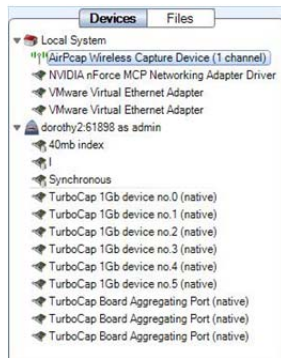 Devices Files
Local System
AirPcap Wireless Capture Device (1 channel)
NVIDIA nForce MCP Networking Adapter Driver
VMware Virtual Ethernet Adapter
VMware Virtual Ethernet Adapter
dorothy2:61898 as admin
40mb index
I
Synchronous
TurboCap 1Gb device no.0 (native)
TurboCap 1Gb device no.1 (native)
TurboCap 1Gb device no.2 (native)
TurboCap 1Gb device no.3 (native)
TurboCap 1Gb device no.4 (native)
TurboCap 1Gb device no.5 (native)
TurboCap Board Aggregating Port (native)
TurboCap Board Aggregating Port (native)
TurboCap Board Aggregating Port (native)